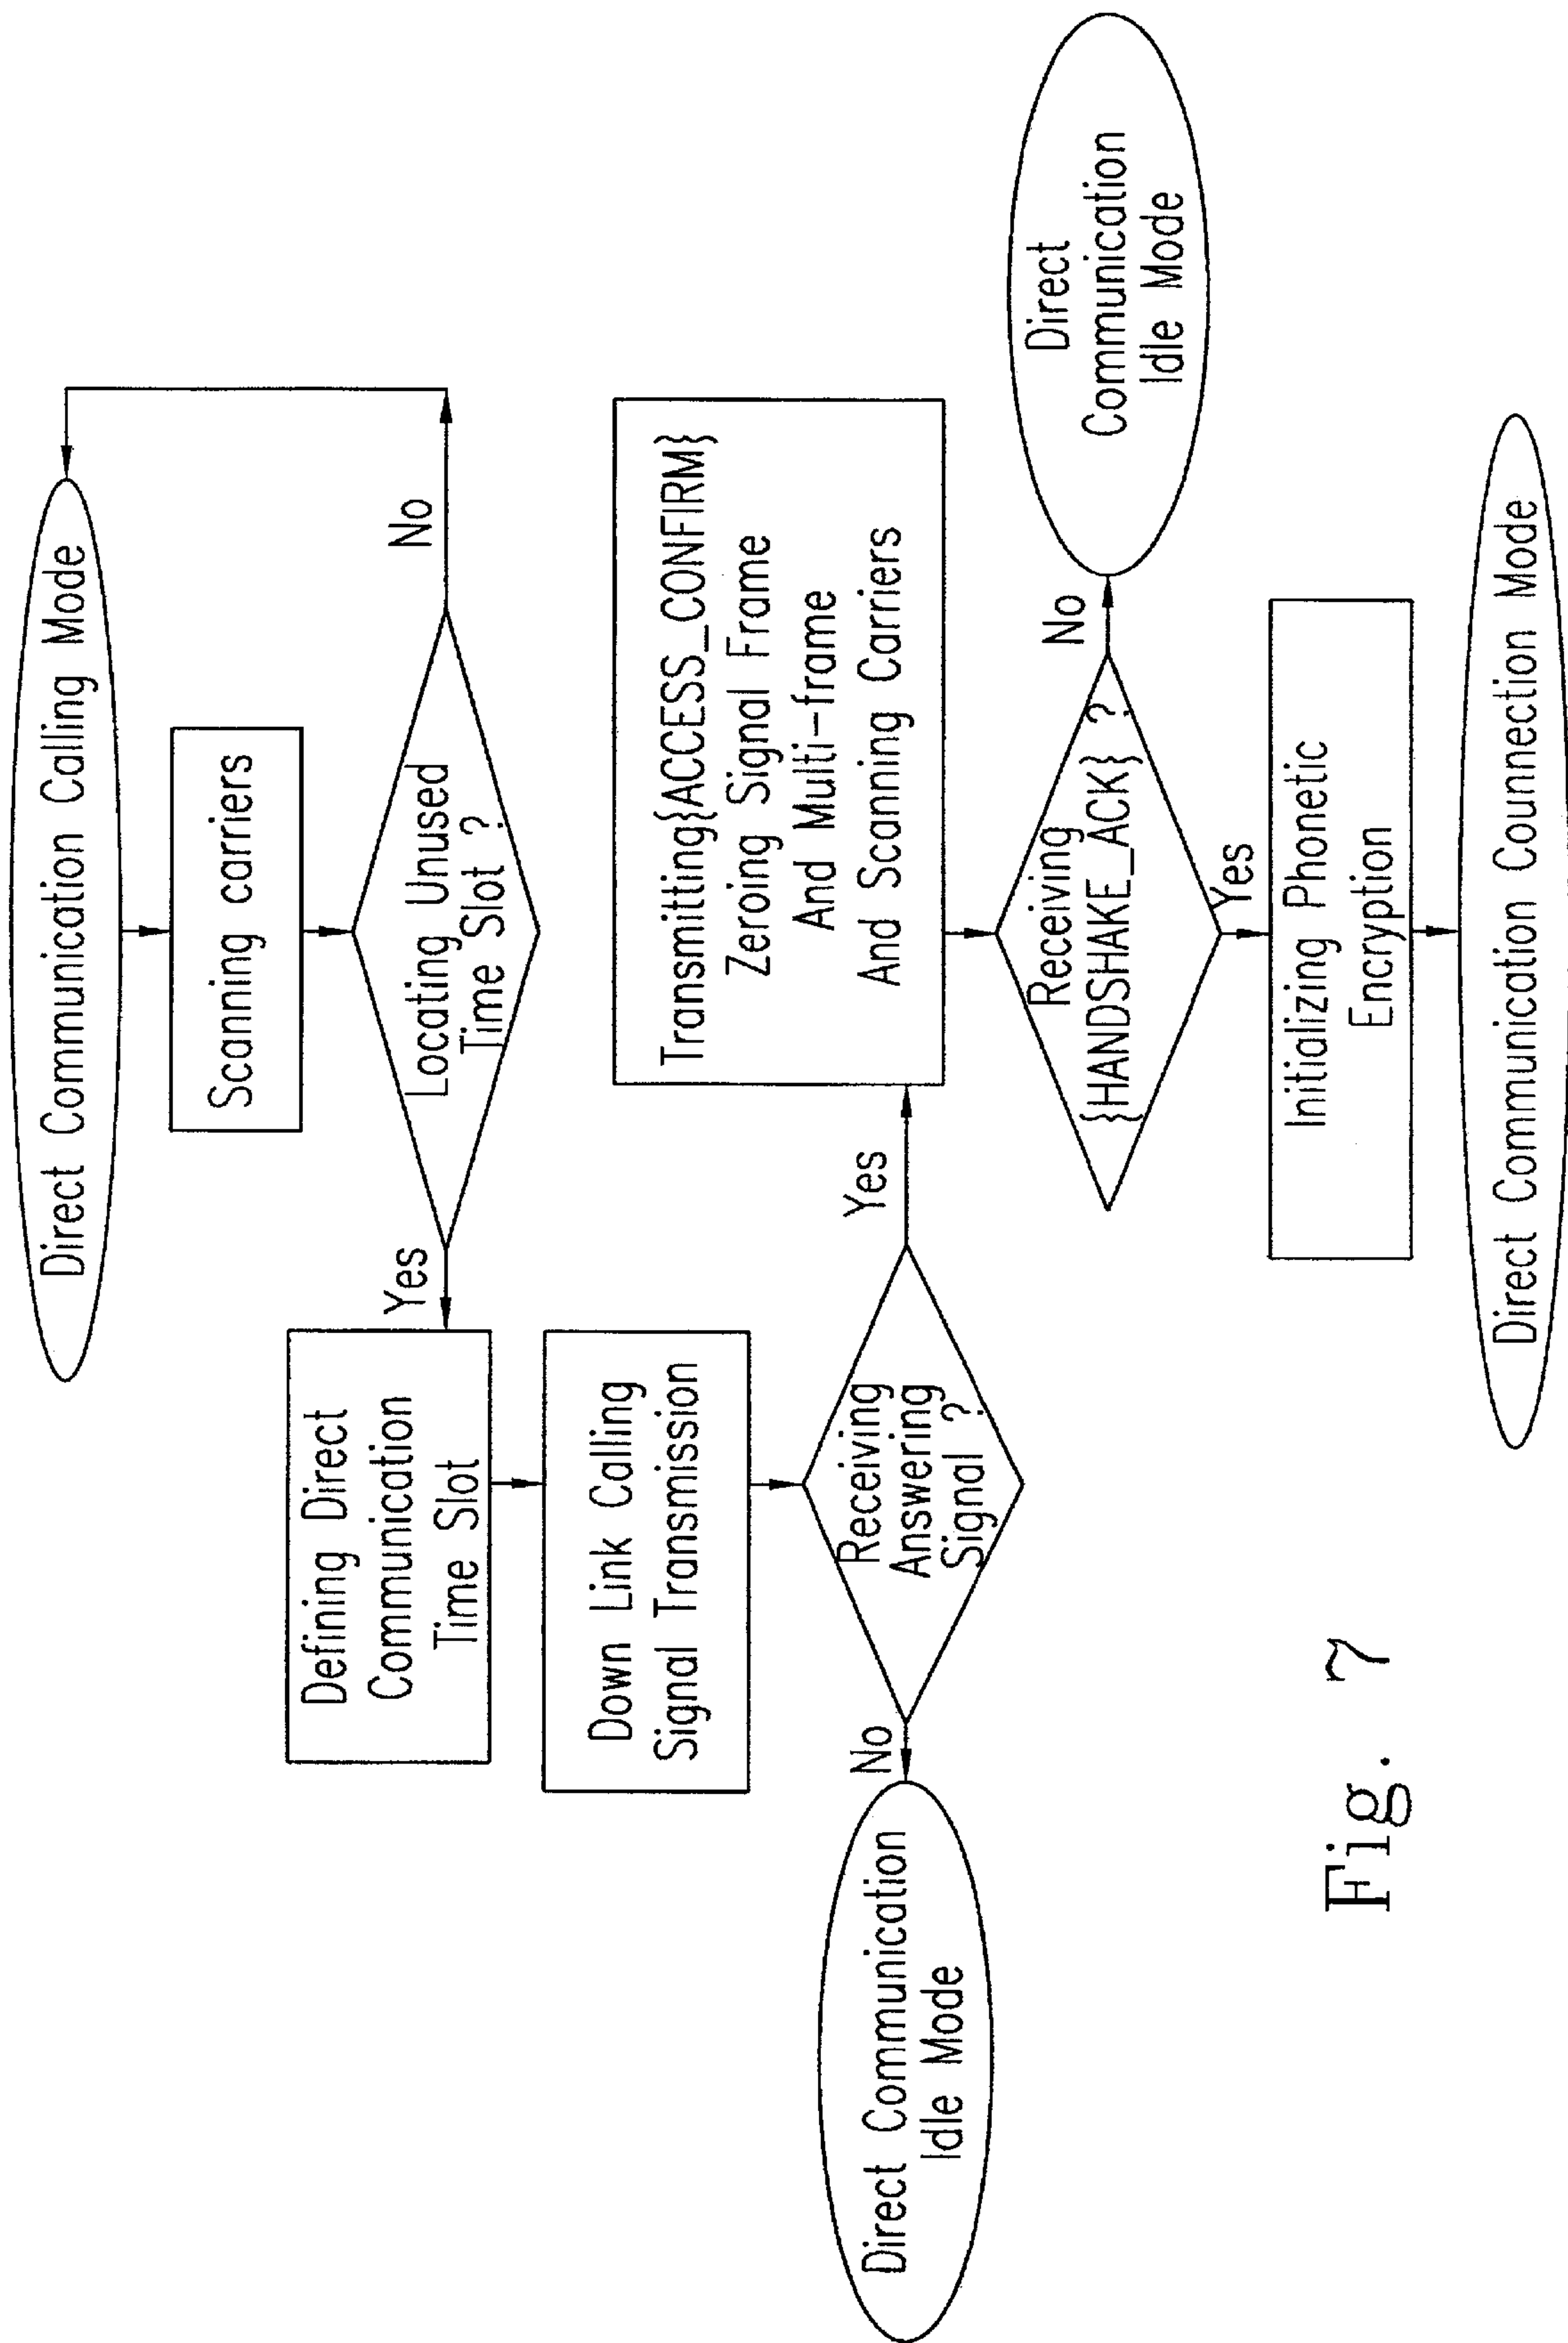 Direct Communication Calling Mode
Scanning carriers
Locating Unused
Time Slot ?
No
Yes
Defining Direct
Communication
Time Slot
Down Link Calling
Signal Transmission
Receiving
Answering
Signal ?
No
Direct Communication
Idle Mode
Yes
Transmitting{ACCESS_CONFIRM}
Zeroing Signal Frame
And Multi-frame
And Scanning Carriers
Receiving
{HANDSHAKE_ACK} ?
No
Direct
Communication
Idle Mode
Yes
Initializing Phonetic
Encryption
Direct Communication Counnection Mode
Fig. 7